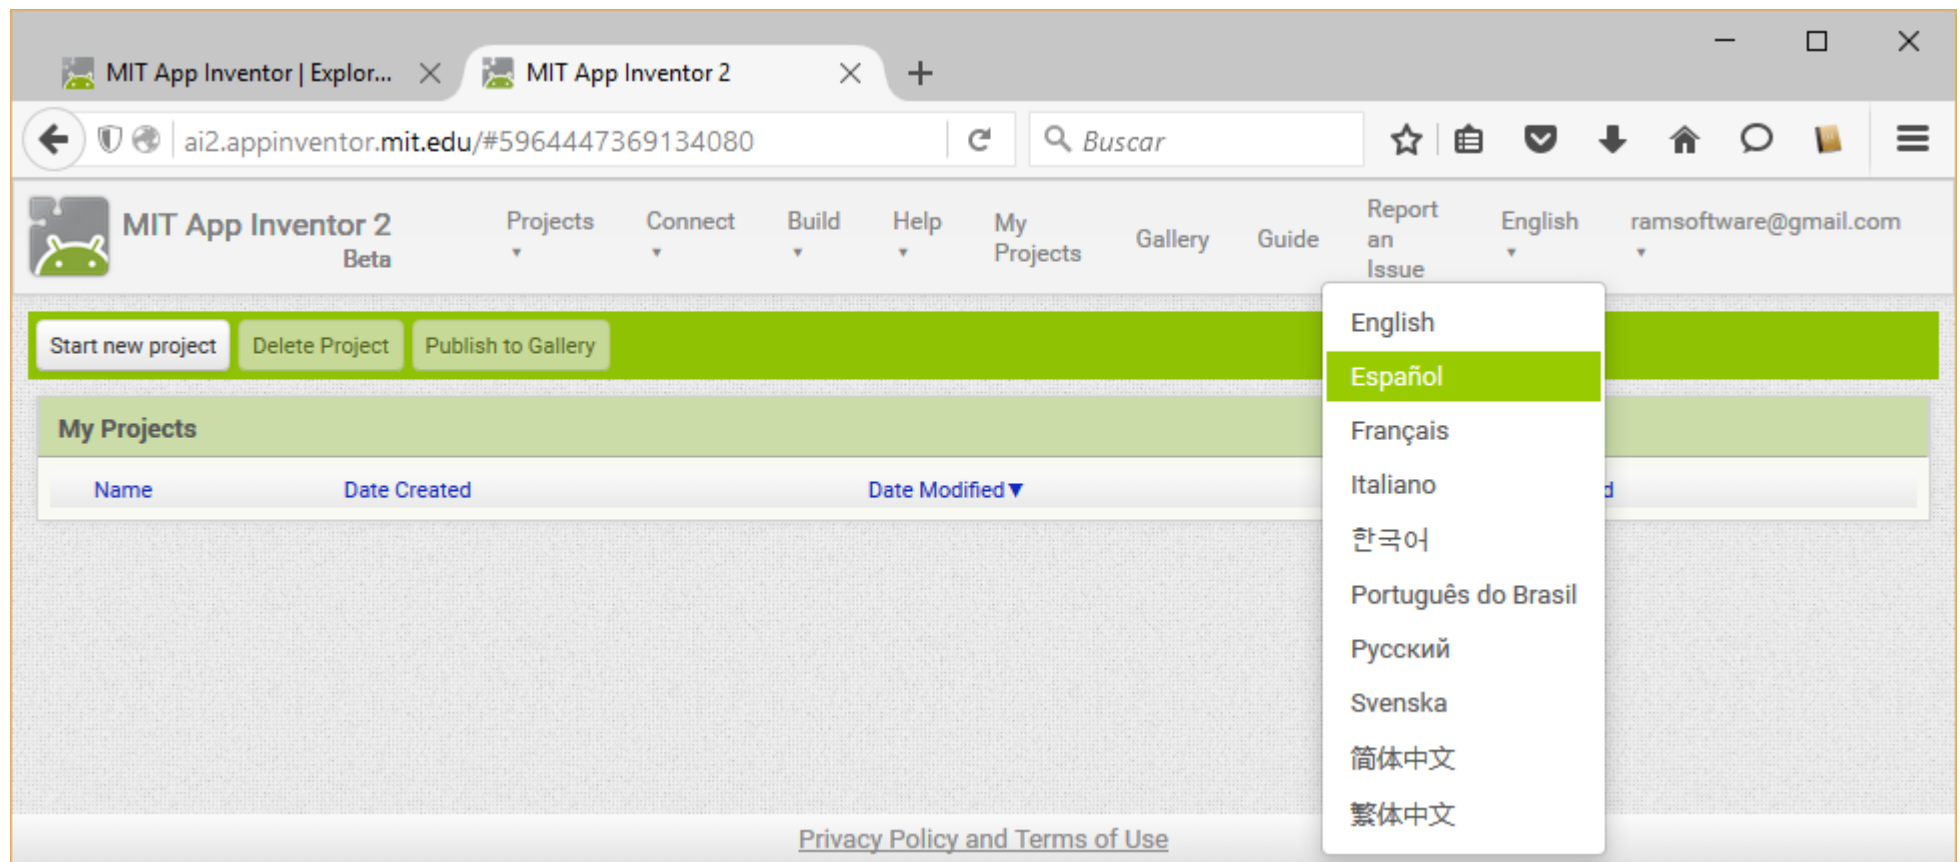 MIT App Inventor | Explor...
MIT App Inventor 2
ai2.appinventor.mit.edu/#5964447369134080
Buscar
MIT App Inventor 2
Beta
Projects
Connect
Build
Help
My
Projects
Gallery
Guide
Report
an
Issue
English
ramsoftware@gmail.com
Start new project
Delete Project
Publish to Gallery
English
Español
Français
Italiano
한국어
Português do Brasil
Русский
Svenska
简体中文
繁体中文
My Projects
Name
Date Created
Date Modified▼
Privacy Policy and Terms of Use